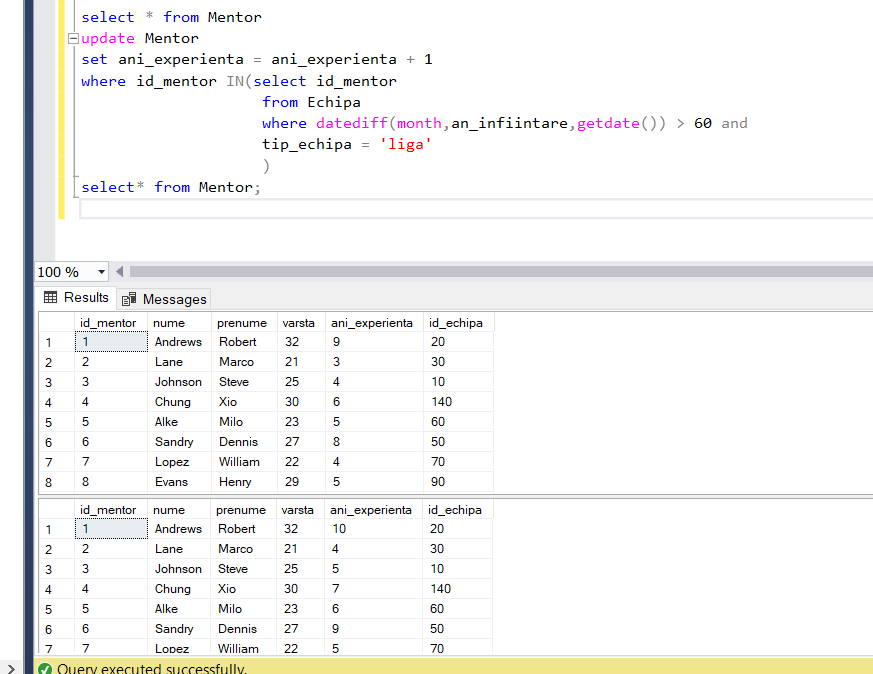 select * from Mentor
update Mentor
set ani_experienta = ani_experienta + 1
where id_mentor IN(select id_mentor
from Echipa
where datediff(month,an_infiintare,getdate()) > 60 and
tip_echipa = 'liga'
)
select* from Mentor;
100 %
Results Messages
id_mentor nume prenume varsta ani_experienta id_echipa
1 1 Andrews Robert 32 9 20
2 2 Lane Marco 21 3 30
3 3 Johnson Steve 25 4 10
4 4 Chung Xio 30 6 140
5 5 Alke Milo 23 5 60
6 6 Sandry Dennis 27 8 50
7 7 Lopez William 22 4 70
8 8 Evans Henry 29 5 90
id_mentor nume prenume varsta ani_experienta id_echipa
1 1 Andrews Robert 32 10 20
2 2 Lane Marco 21 4 30
3 3 Johnson Steve 25 5 10
4 4 Chung Xio 30 7 140
5 5 Alke Milo 23 6 60
6 6 Sandry Dennis 27 9 50
7 7 Lopez William 22 5 70
Query executed successfully.